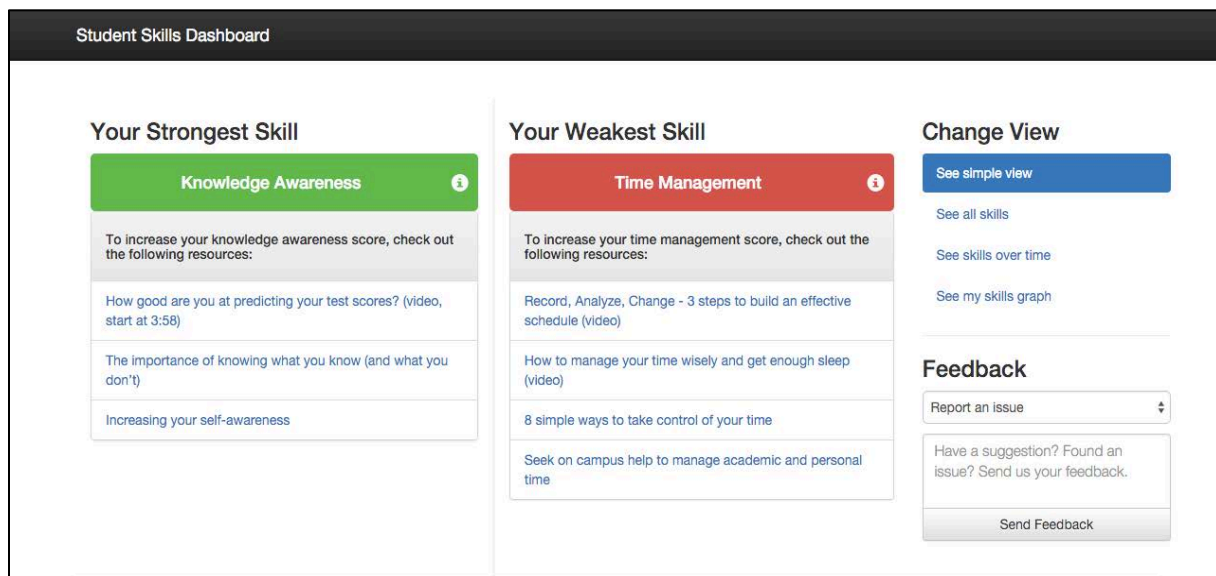 Student Skills Dashboard
Your Strongest Skill
Knowledge Awareness
To increase your knowledge awareness score, check out
the following resources:
How good are you at predicting your test scores? (video,
start at 3:58)
The importance of knowing what you know (and what you
don't)
Increasing your self-awareness
Your Weakest Skill
Time Management
To increase your time management score, check out the
following resources:
Record, Analyze, Change - 3 steps to build an effective
schedule (video)
How to manage your time wisely and get enough sleep
(video)
8 simple ways to take control of your time
Seek on campus help to manage academic and personal
time
Change View
See simple view
See all skills
See skills over time
See my skills graph
Feedback
Report an issue
Have a suggestion? Found an
issue? Send us your feedback.
Send Feedback